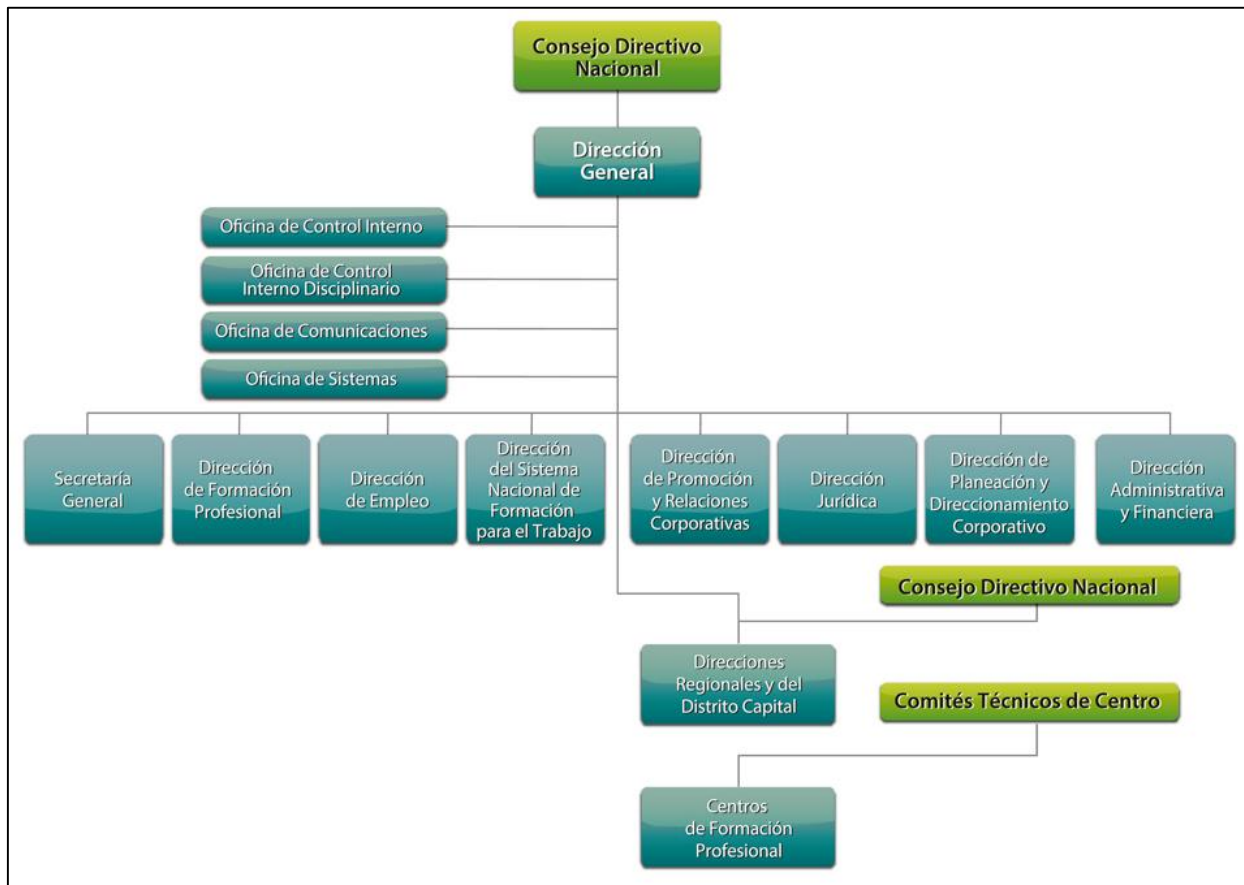 Consejo Directivo
Nacional
Dirección
General
Oficina de Control Interno
Oficina de Control
Interno Disciplinario
Oficina de Comunicaciones
Oficina de Sistemas
Secretaría
General
Dirección
de Formación
Profesional
Dirección
de Empleo
Dirección
del Sistema
Nacional de
Formación
para el Trabajo
Dirección
de Promoción
y Relaciones
Corporativas
Dirección
Jurídica
Dirección de
Planeación y
Direccionamiento
Corporativo
Dirección
Administrativa
y Financiera
Consejo Directivo Nacional
Direcciones
Regionales y del
Distrito Capital
Comités Técnicos de Centro
Centros
de Formación
Profesional